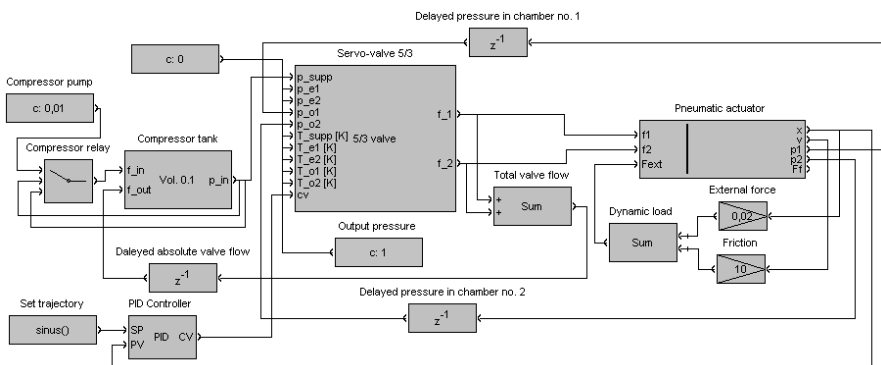 Delayed pressure in chamber no. 1
z-1
Servo-valve 5/3
c: 0
Compressor pump
c: 0,01
p_supp
p_e1
p_e2
p_o1
p_o2
T_supp [K]
T_e1 [K]
T_e2 [K]
T_o1 [K]
T_o2 [K]
cv
5/3 valve
f_1
f_2
Pneumatic actuator
f1
f2
Fext
x
v
p1
p2
Ff
Compressor relay
Compressor tank
f_in
f_out
Vol. 0.1
p_in
Total valve flow
+
+
Sum
External force
0,02
Dynamic load
Sum
Friction
10
Output pressure
c: 1
Daleyed absolute valve flow
z-1
Delayed pressure in chamber no. 2
z-1
Set trajectory
sinus()
PID Controller
SP
PV
PID
CV